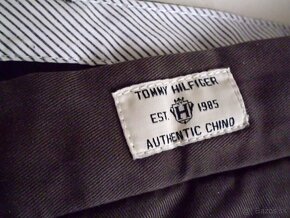 TOMMY HILFIGER
EST. H 1985
AUTHENTIC CHINO